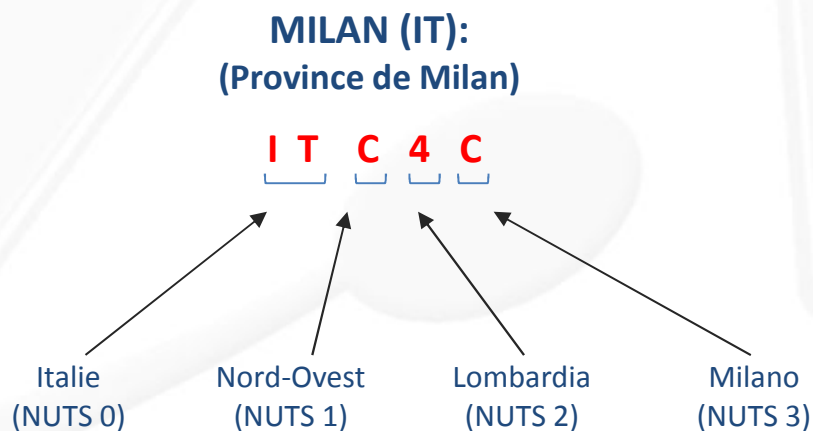 MILAN (IT):
(Province de Milan)
I T C 4 C
Italie Nord-Ovest Lombardia Milano
(NUTS 0) (NUTS 1) (NUTS 2) (NUTS 3)